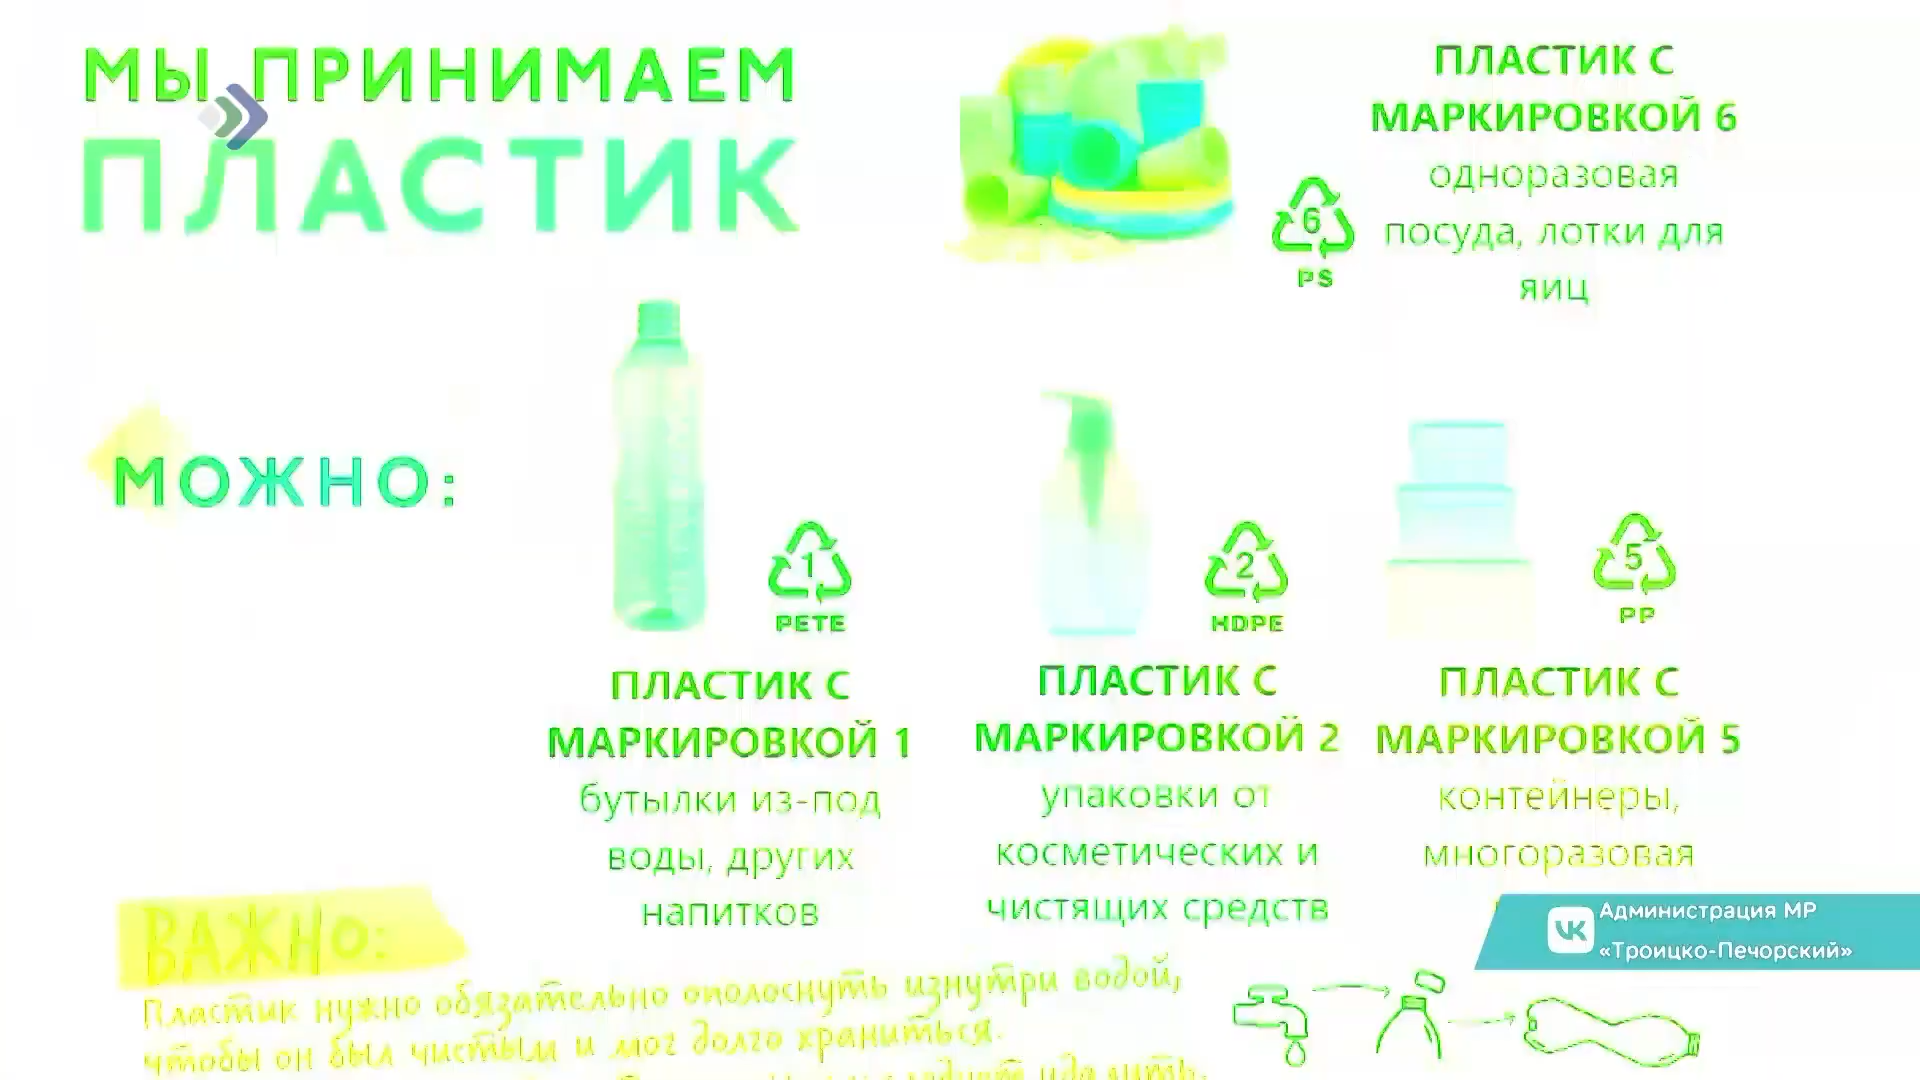 МЫ ПРИНИМАЕМ
ПЛАСТИК
ПЛАСТИК С
МАРКИРОВКОЙ 6
одноразовая
посуда, лотки для
яиц
6
PS
МОЖНО:
1
PETE
ПЛАСТИК С
МАРКИРОВКОЙ 1
бутылки из-под
воды, других
напитков
2
HDPE
ПЛАСТИК С
МАРКИРОВКОЙ 2
упаковки от
косметических и
чистящих средств
5
PP
ПЛАСТИК С
МАРКИРОВКОЙ 5
контейнеры,
многоразовая
Администрация МР
«Троицко-Печорский»
ВАЖНО:
Пластик нужно обязательно ополоснуть изнутри водой,
чтобы он был чистым и мог долго храниться.
удалить.